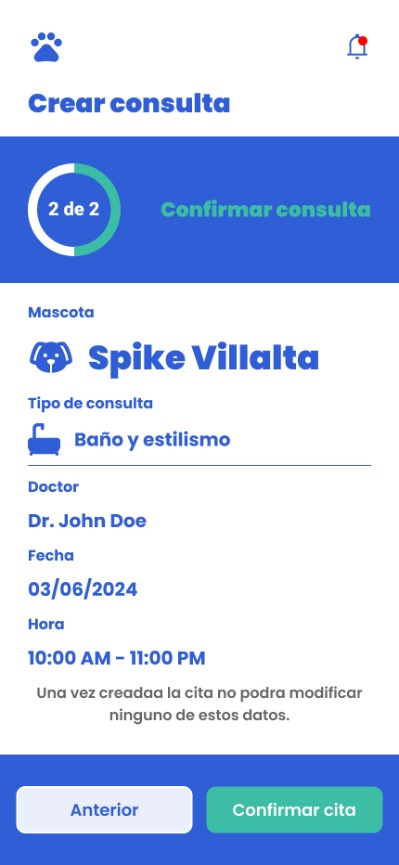 Crear consulta
2 de 2
Confirmar consulta
Mascota
Spike Villalta
Tipo de consulta
Baño y estilismo
Doctor
Dr. John Doe
Fecha
03/06/2024
Hora
10:00 AM - 11:00 PM
Una vez creadaa la cita no podra modificar
ninguno de estos datos.
Anterior
Confirmar cita